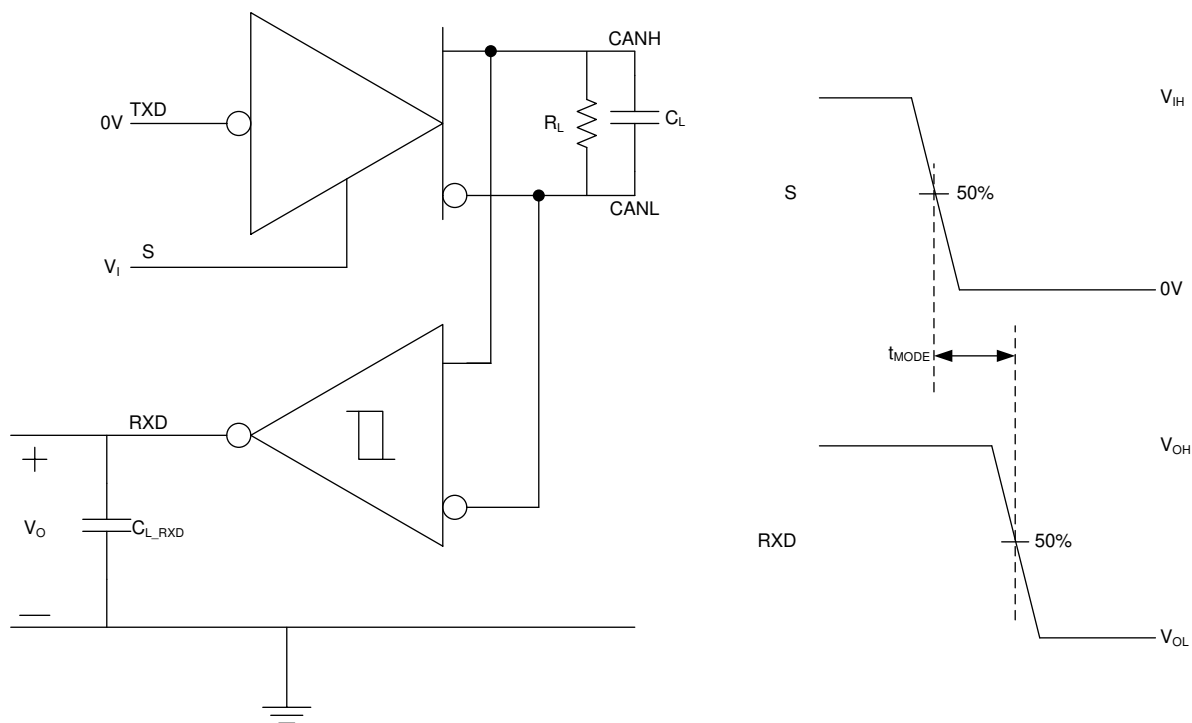 CANH
TXD
0V
R_L
C_L
CANL
S
V_I
RXD
+
V_O
C_L_RXD
—
V_IH
S
50%
0V
t_MODE
V_OH
RXD
50%
V_OL